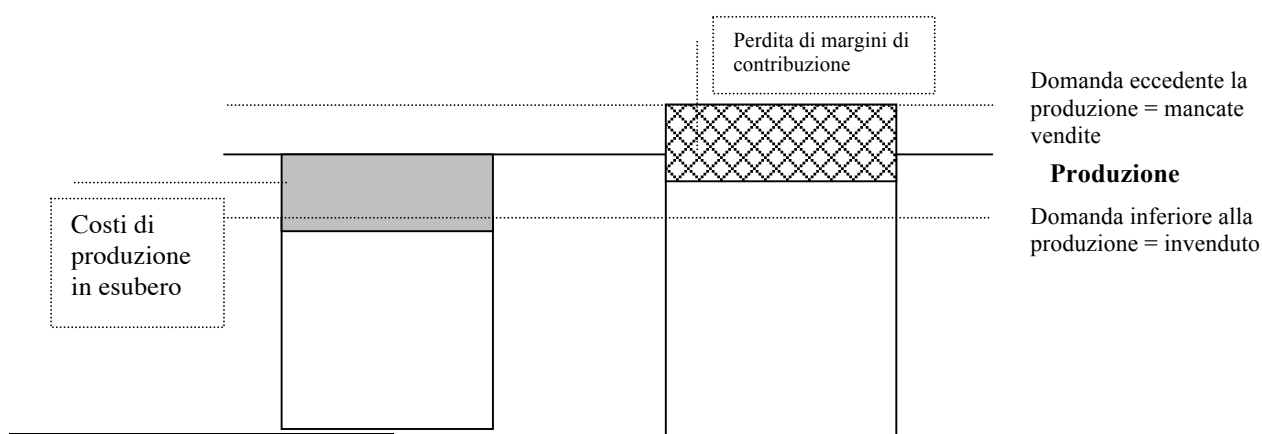 Perdita di margini di
contribuzione
Domanda eccedente la
produzione = mancate
vendite
Produzione
Domanda inferiore alla
produzione = invenduto
Costi di
produzione
in esubero